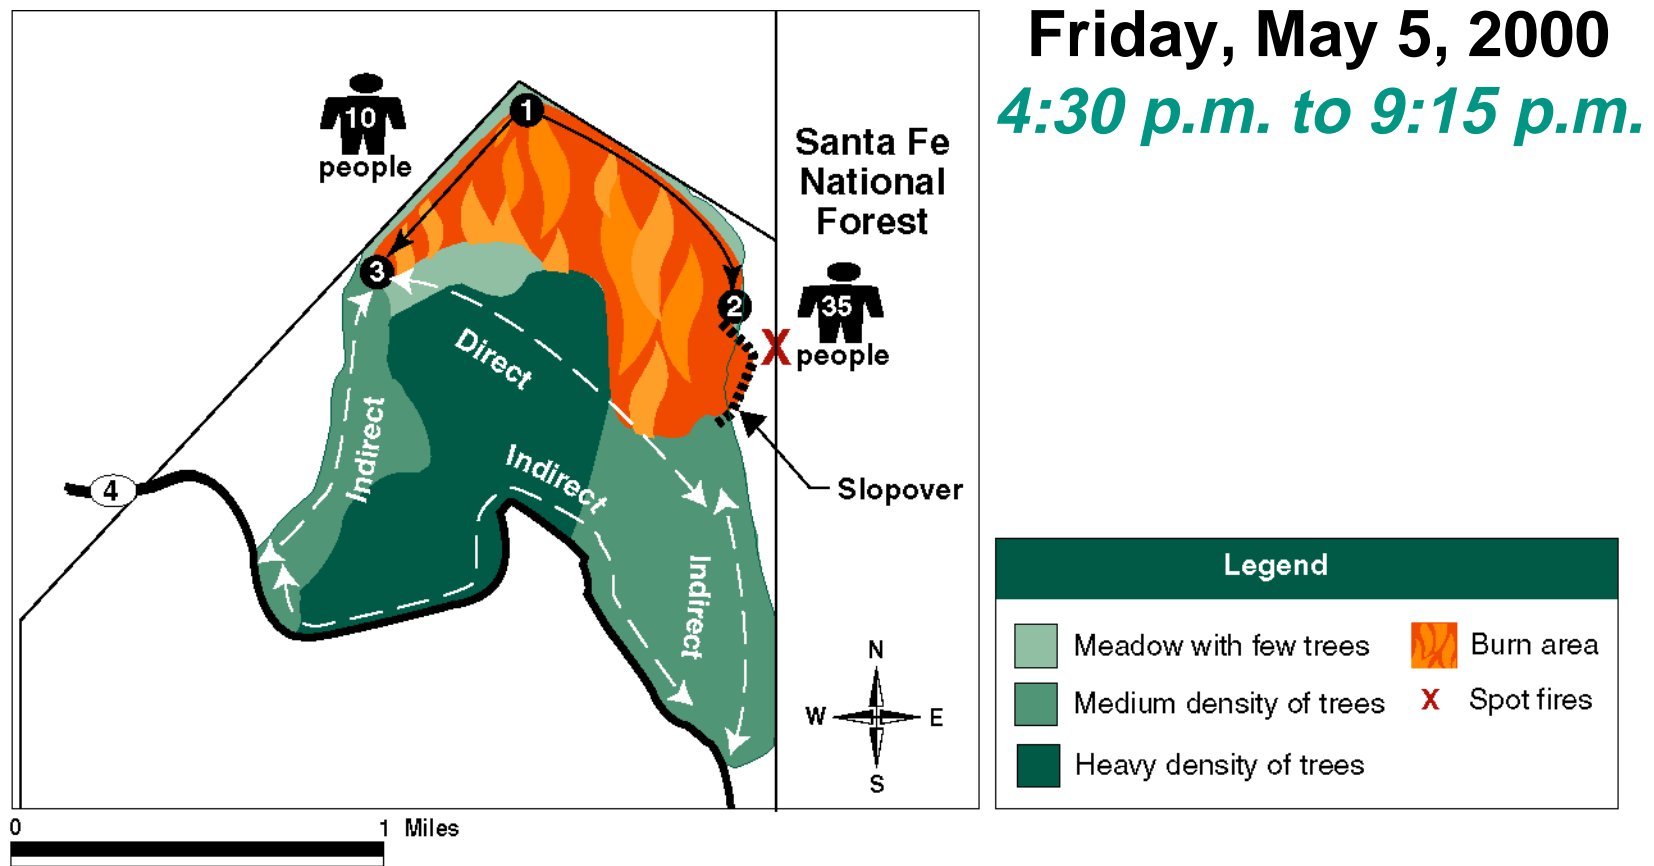 Friday, May 5, 2000
4:30 p.m. to 9:15 p.m.
1
10
people
Santa Fe
National
Forest
3
2
35
people
X
Direct
Indirect
Indirect
4
Slopover
Indirect
N
W
E
S
Legend
Meadow with few trees
Burn area
Medium density of trees
X Spot fires
Heavy density of trees
0
1 Miles